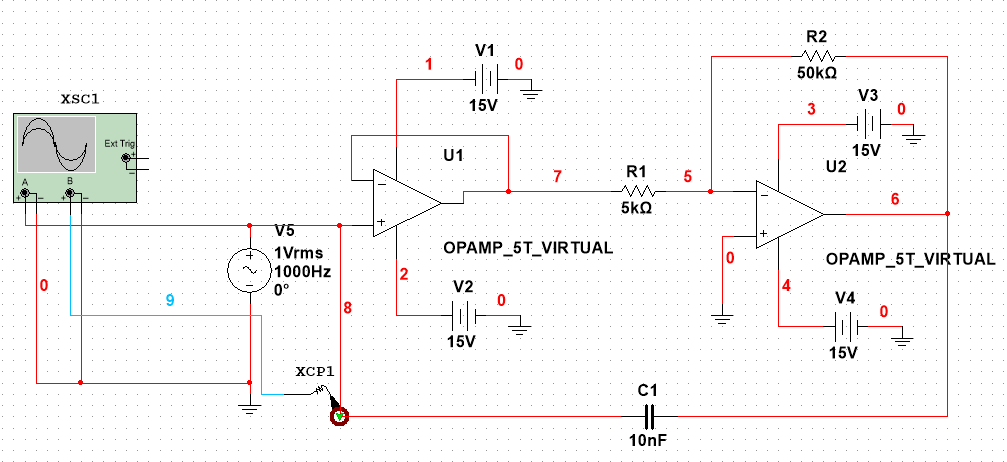 XSC1
Ext Trig
+
−
A
B
+ − + −
V1
1 0
15V
R2
50kΩ
V3
3 0
15V
U1
−
+
7
R1
5kΩ
5
U2
−
+
6
V5
+
−
1Vrms
1000Hz
0°
OPAMP_5T_VIRTUAL
0
OPAMP_5T_VIRTUAL
2
V2
0
15V
4
V4
0
15V
0
9
8
XCP1
C1
10nF